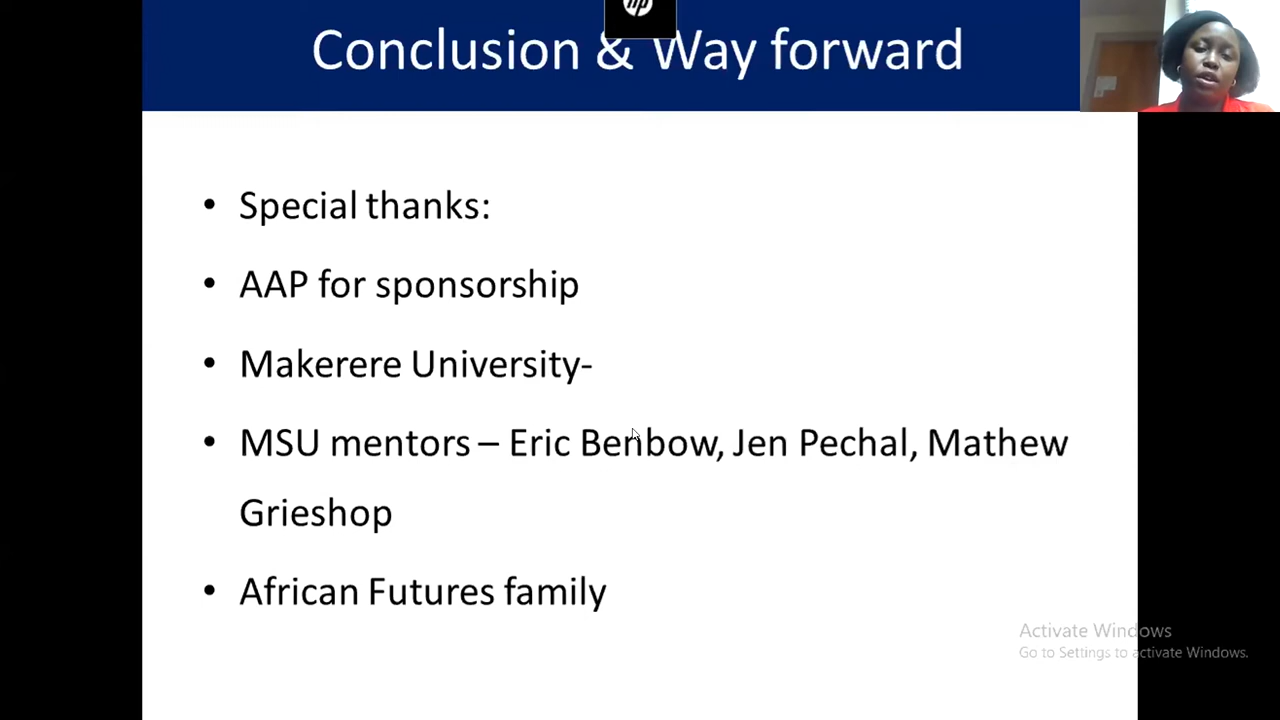 hp
Conclusion & Way forward
• Special thanks:
• AAP for sponsorship
• Makerere University-
• MSU mentors – Eric Benbow, Jen Pechal, Mathew
Grieshop
• African Futures family
Activate Windows
Go to Settings to activate Windows.